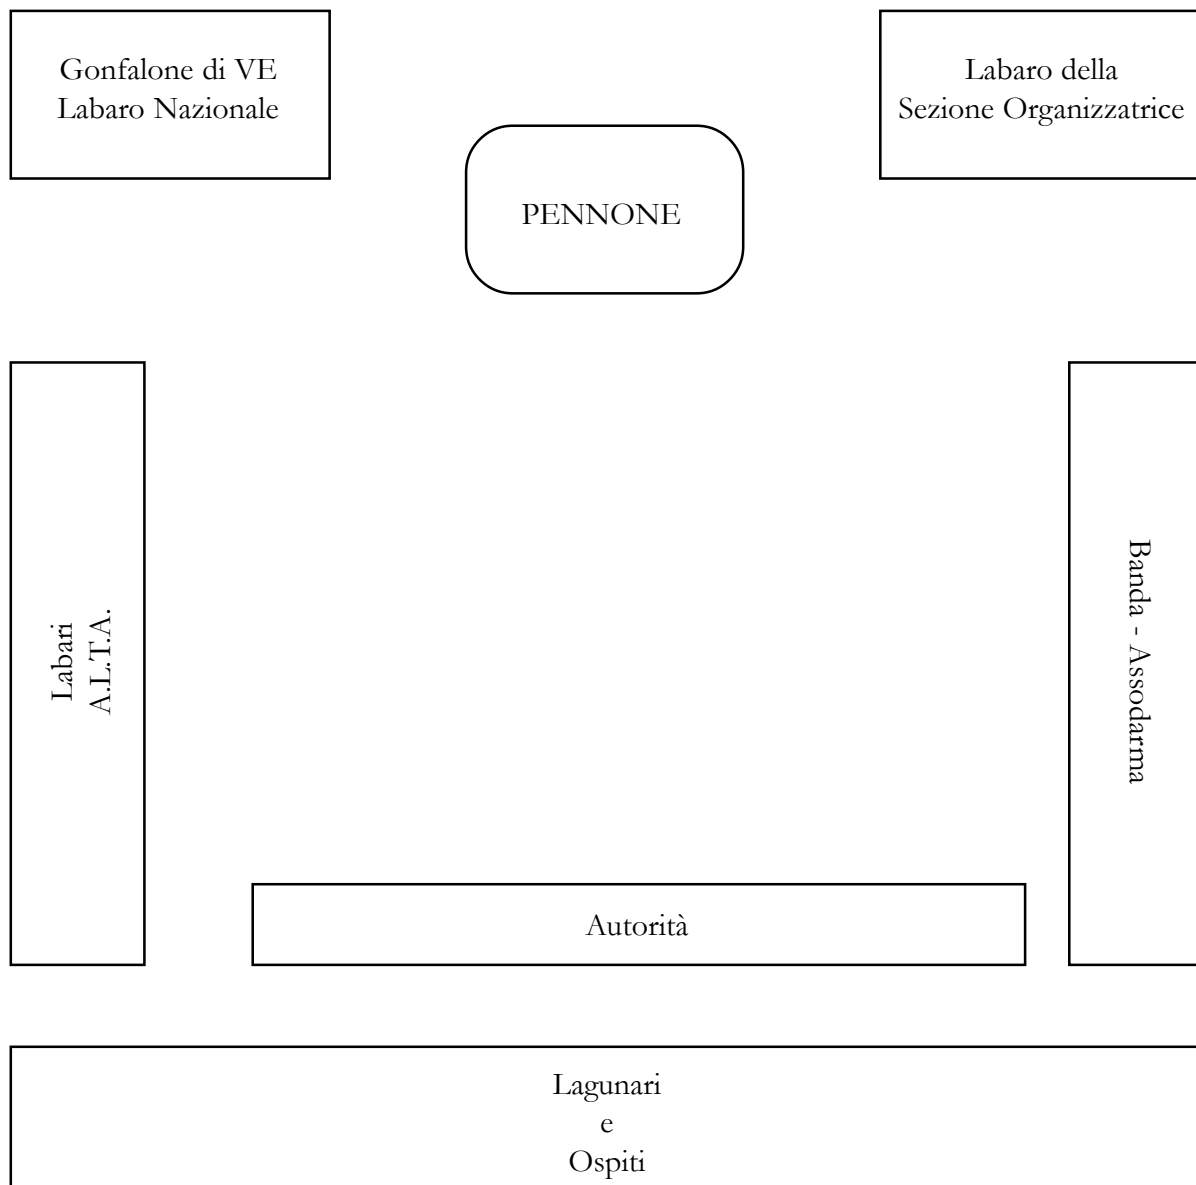 Gonfalone di VE
Labaro Nazionale
Labaro della
Sezione Organizzatrice
PENNONE
Labari
A.L.T.A.
Banda - Assodarma
Autorità
Lagunari
e
Ospiti